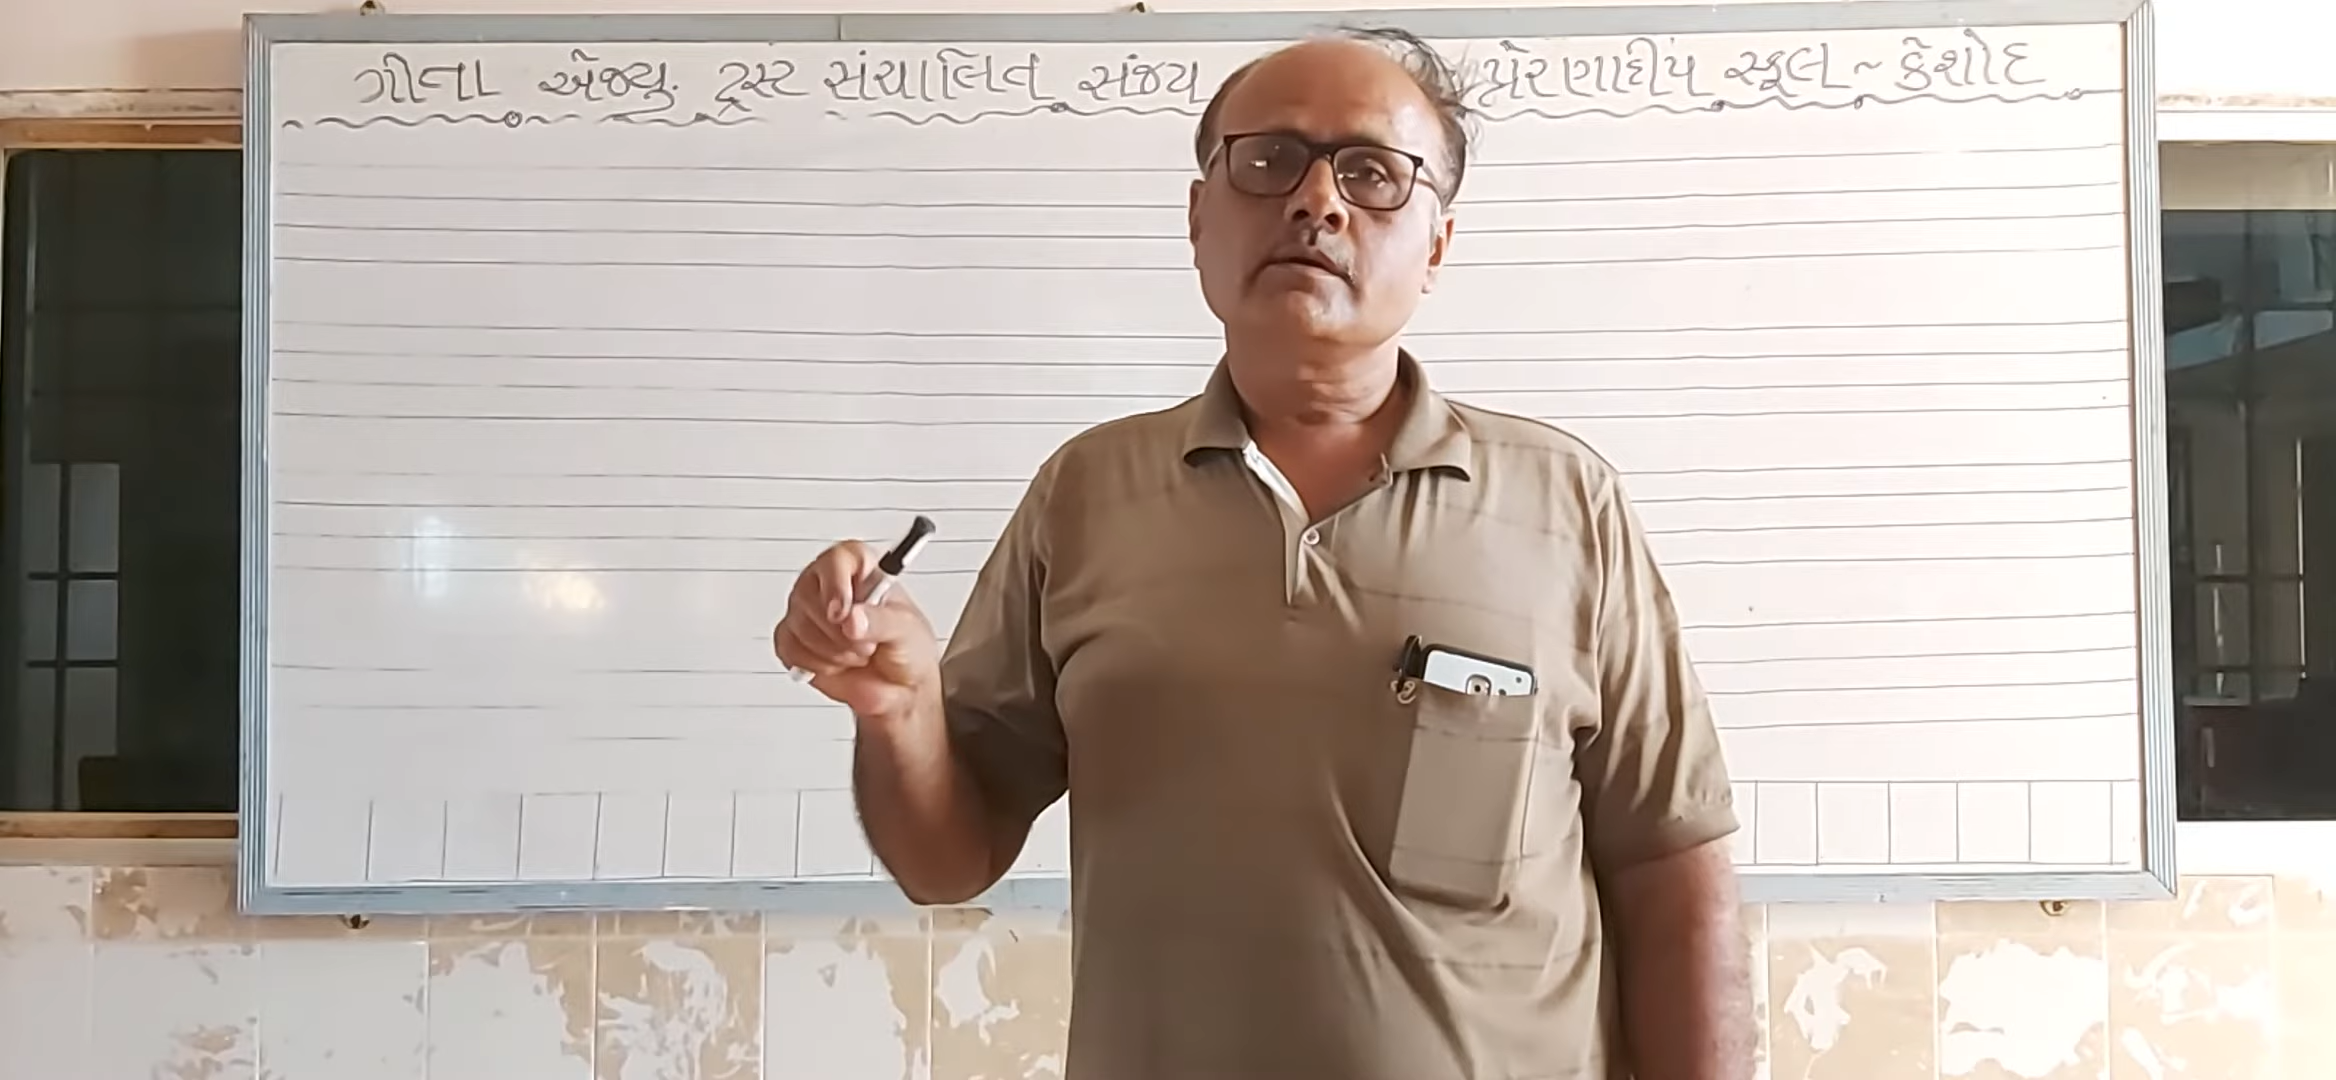 ગીતા એજ્યુ. ટ્રસ્ટ સંચાલિત સંજય પ્રેરણાદીપ સ્કૂલ ~ કેશોદ